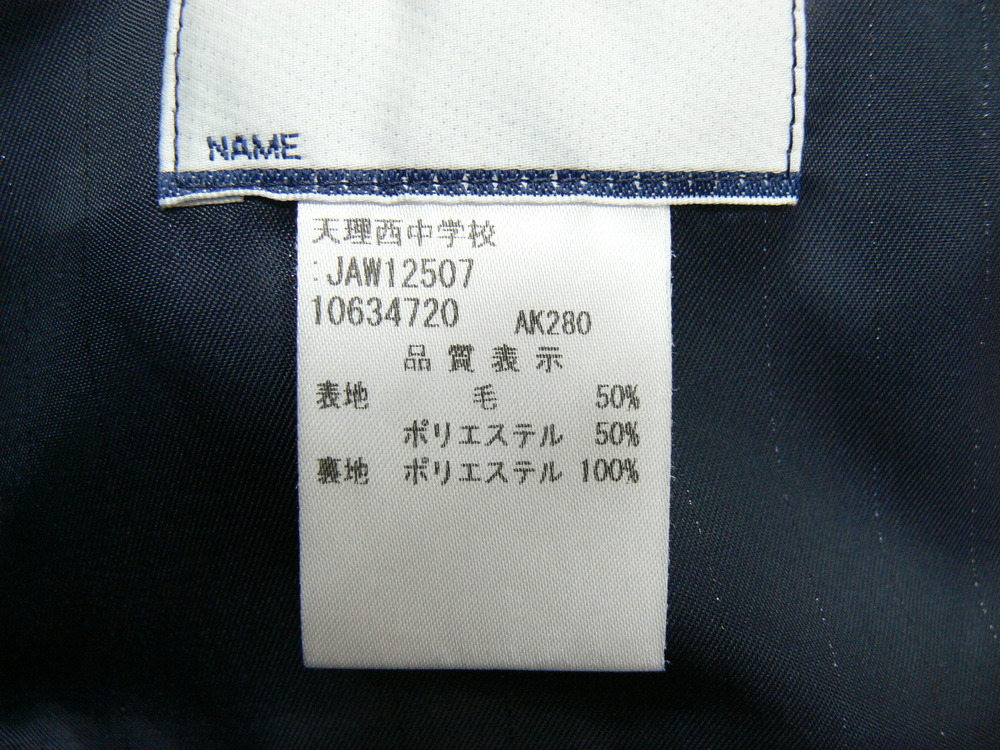 NAME
天理西中学校
:JAW12507
10634720 AK280
品質表示
表地 毛 50%
ポリエステル 50%
裏地 ポリエステル 100%